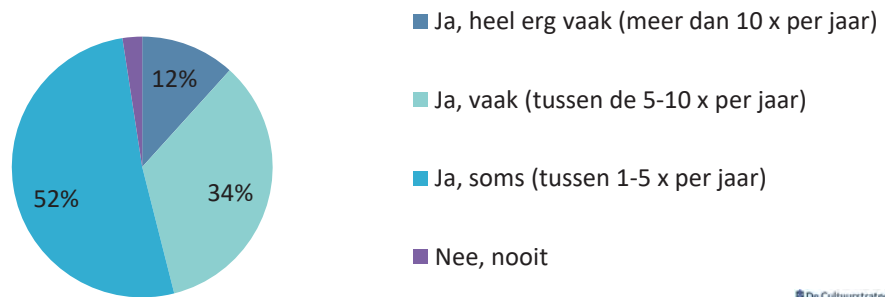 12%
34%
52%
Ja, heel erg vaak (meer dan 10 x per jaar)
Ja, vaak (tussen de 5-10 x per jaar)
Ja, soms (tussen 1-5 x per jaar)
Nee, nooit